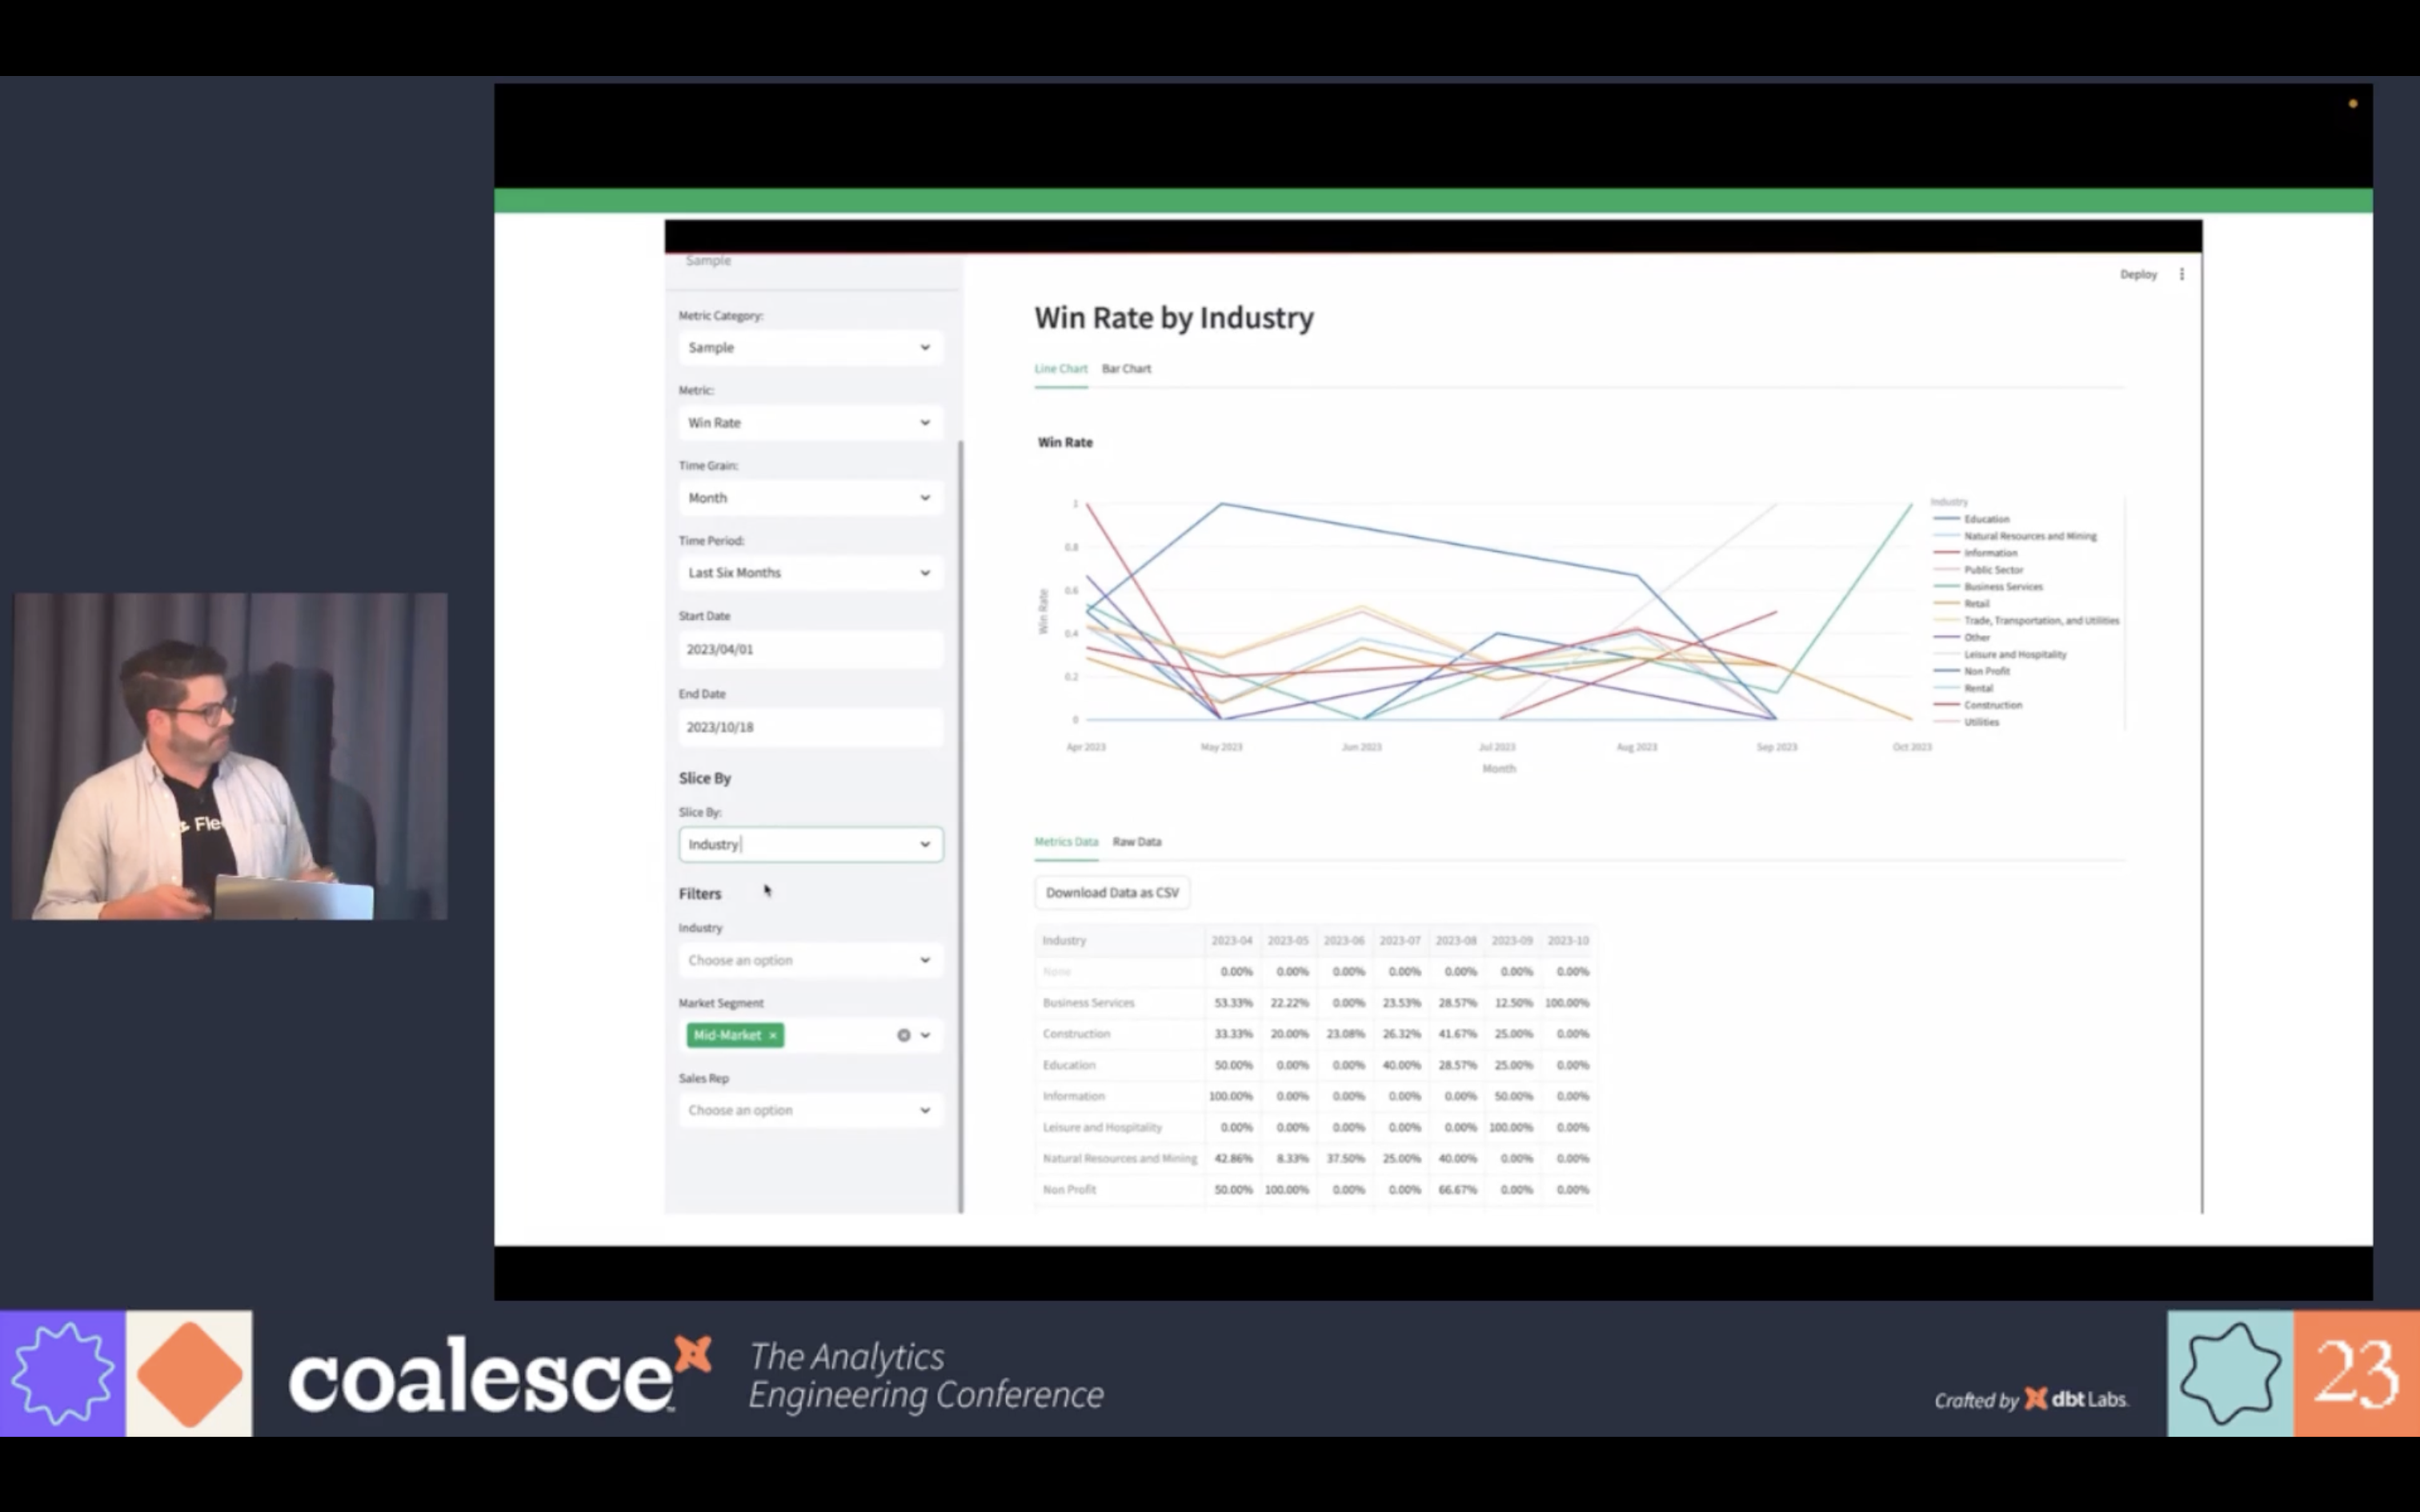 Sample
Metric Category:
Sample
Metric:
Win Rate
Time Grain:
Month
Time Period:
Last Six Months
Start Date
2023/04/01
End Date
2023/10/18
Slice By
Slice By:
Industry
Filters
Industry
Choose an option
Market Segment
Mid-Market ×
Sales Rep
Choose an option
Deploy
Win Rate by Industry
Line Chart Bar Chart
Win Rate
Win Rate
1
0.8
0.6
0.4
0.2
0
Apr 2023 May 2023 Jun 2023 Jul 2023 Aug 2023 Sep 2023 Oct 2023
Month
Industry
Education
Natural Resources and Mining
Information
Public Sector
Business Services
Retail
Trade, Transportation, and Utilities
Other
Leisure and Hospitality
Non Profit
Rental
Construction
Utilities
Metrics Data Raw Data
Download Data as CSV
Industry 2023-04 2023-05 2023-06 2023-07 2023-08 2023-09 2023-10
None 0.00% 0.00% 0.00% 0.00% 0.00% 0.00% 0.00%
Business Services 53.33% 22.22% 0.00% 23.53% 28.57% 12.50% 100.00%
Construction 33.33% 20.00% 23.08% 26.32% 41.67% 25.00% 0.00%
Education 50.00% 0.00% 0.00% 40.00% 28.57% 25.00% 0.00%
Information 100.00% 0.00% 0.00% 0.00% 0.00% 50.00% 0.00%
Leisure and Hospitality 0.00% 0.00% 0.00% 0.00% 0.00% 100.00% 0.00%
Natural Resources and Mining 42.86% 8.33% 37.50% 25.00% 40.00% 0.00% 0.00%
Non Profit 50.00% 100.00% 0.00% 0.00% 66.67% 0.00% 0.00%
Fle
coalesce
The Analytics
Engineering Conference
Crafted by dbt Labs.
23